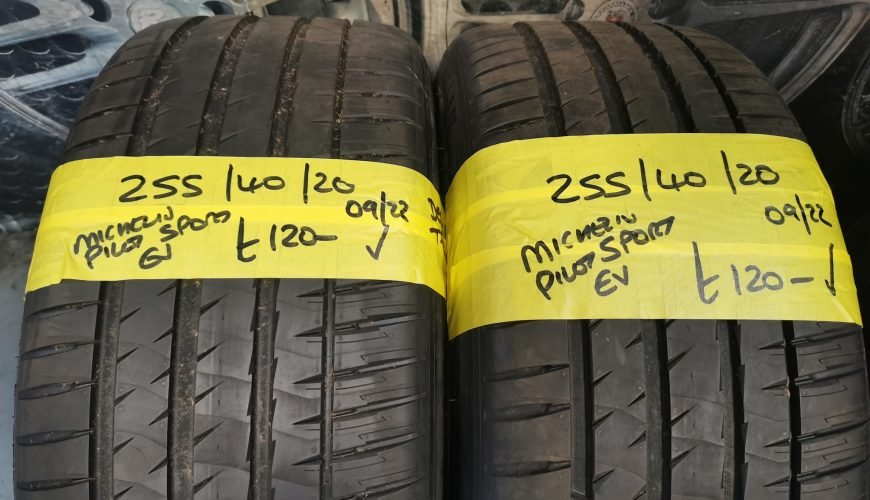 255/40/20
09/22
MICHELIN
PILOT SPORT
EV
£120- ✓
255/40/20
09/22
MICHELIN
PILOT SPORT
EV
£120- ✓